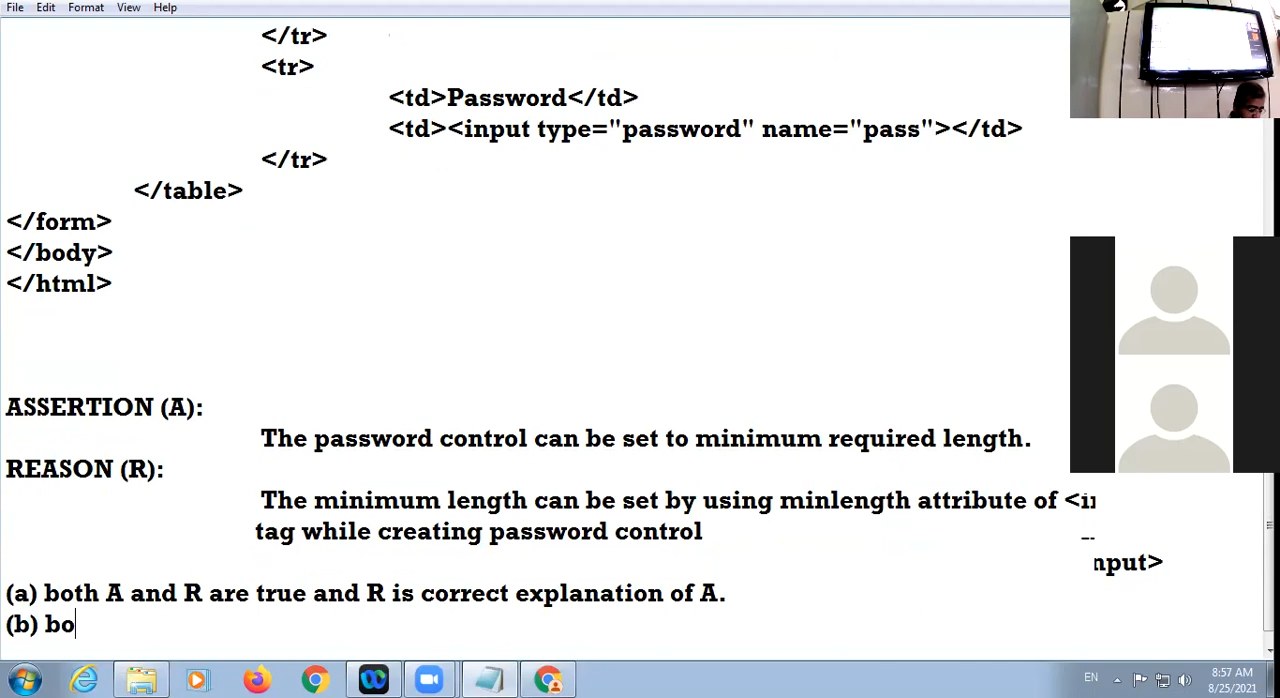 File Edit Format View Help
</tr>
<tr>
<td>Password</td>
<td><input type="password" name="pass"></td>
</tr>
</table>
</form>
</body>
</html>
ASSERTION (A):
The password control can be set to minimum required length.
REASON (R):
The minimum length can be set by using minlength attribute of <in
tag while creating password control
nput>
(a) both A and R are true and R is correct explanation of A.
(b) bo
EN 8:57 AM
8/25/2021